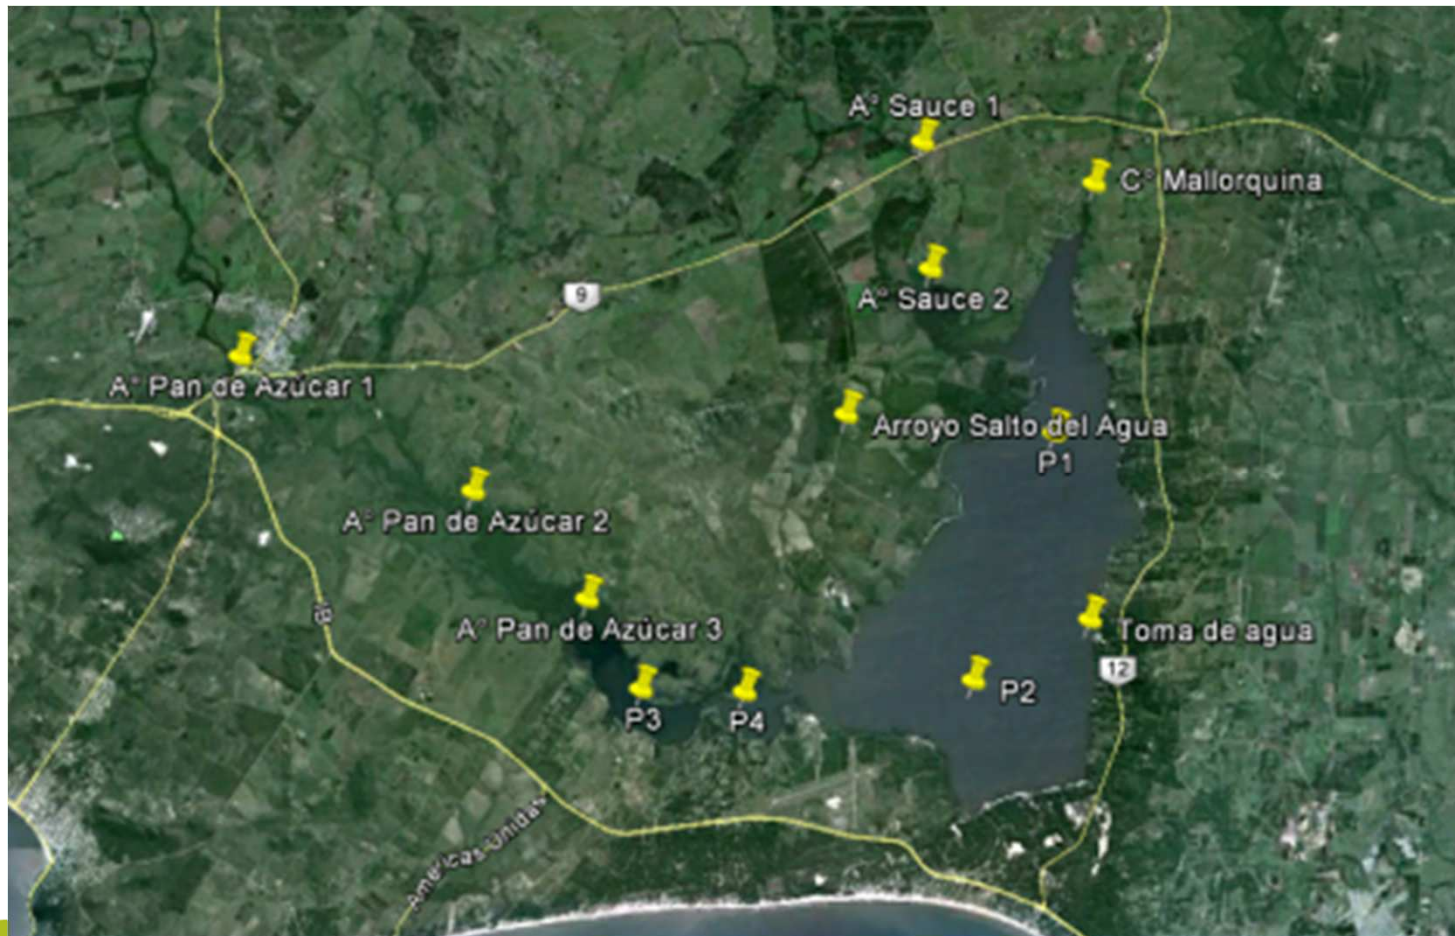 A° Sauce 1
C° Mallorquina
9
A° Sauce 2
A° Pan de Azúcar 1
Arroyo Salto del Agua
P1
A° Pan de Azúcar 2
A° Pan de Azúcar 3
Toma de agua
12
P2
P3
P4
Americas Unidas